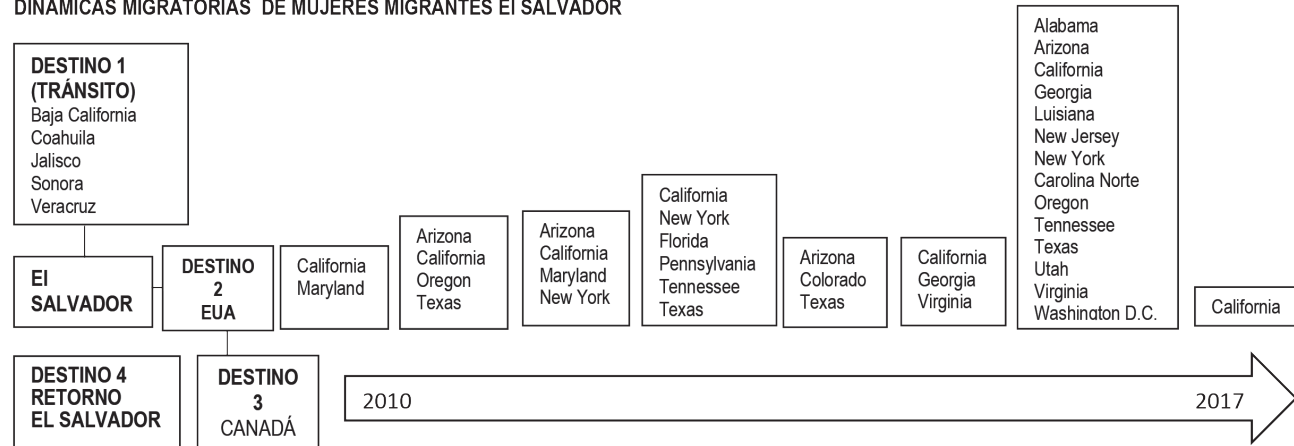 DINÁMICAS MIGRATORIAS DE MUJERES MIGRANTES El SALVADOR
DESTINO 1
(TRÁNSITO)
Baja California
Coahuila
Jalisco
Sonora
Veracruz
El
SALVADOR
DESTINO
2
EUA
California
Maryland
Arizona
California
Oregon
Texas
Arizona
California
Maryland
New York
California
New York
Florida
Pennsylvania
Tennessee
Texas
Arizona
Colorado
Texas
California
Georgia
Virginia
Alabama
Arizona
California
Georgia
Luisiana
New Jersey
New York
Carolina Norte
Oregon
Tennessee
Texas
Utah
Virginia
Washington D.C.
California
DESTINO 4
RETORNO
EL SALVADOR
DESTINO
3
CANADÁ
2010
2017